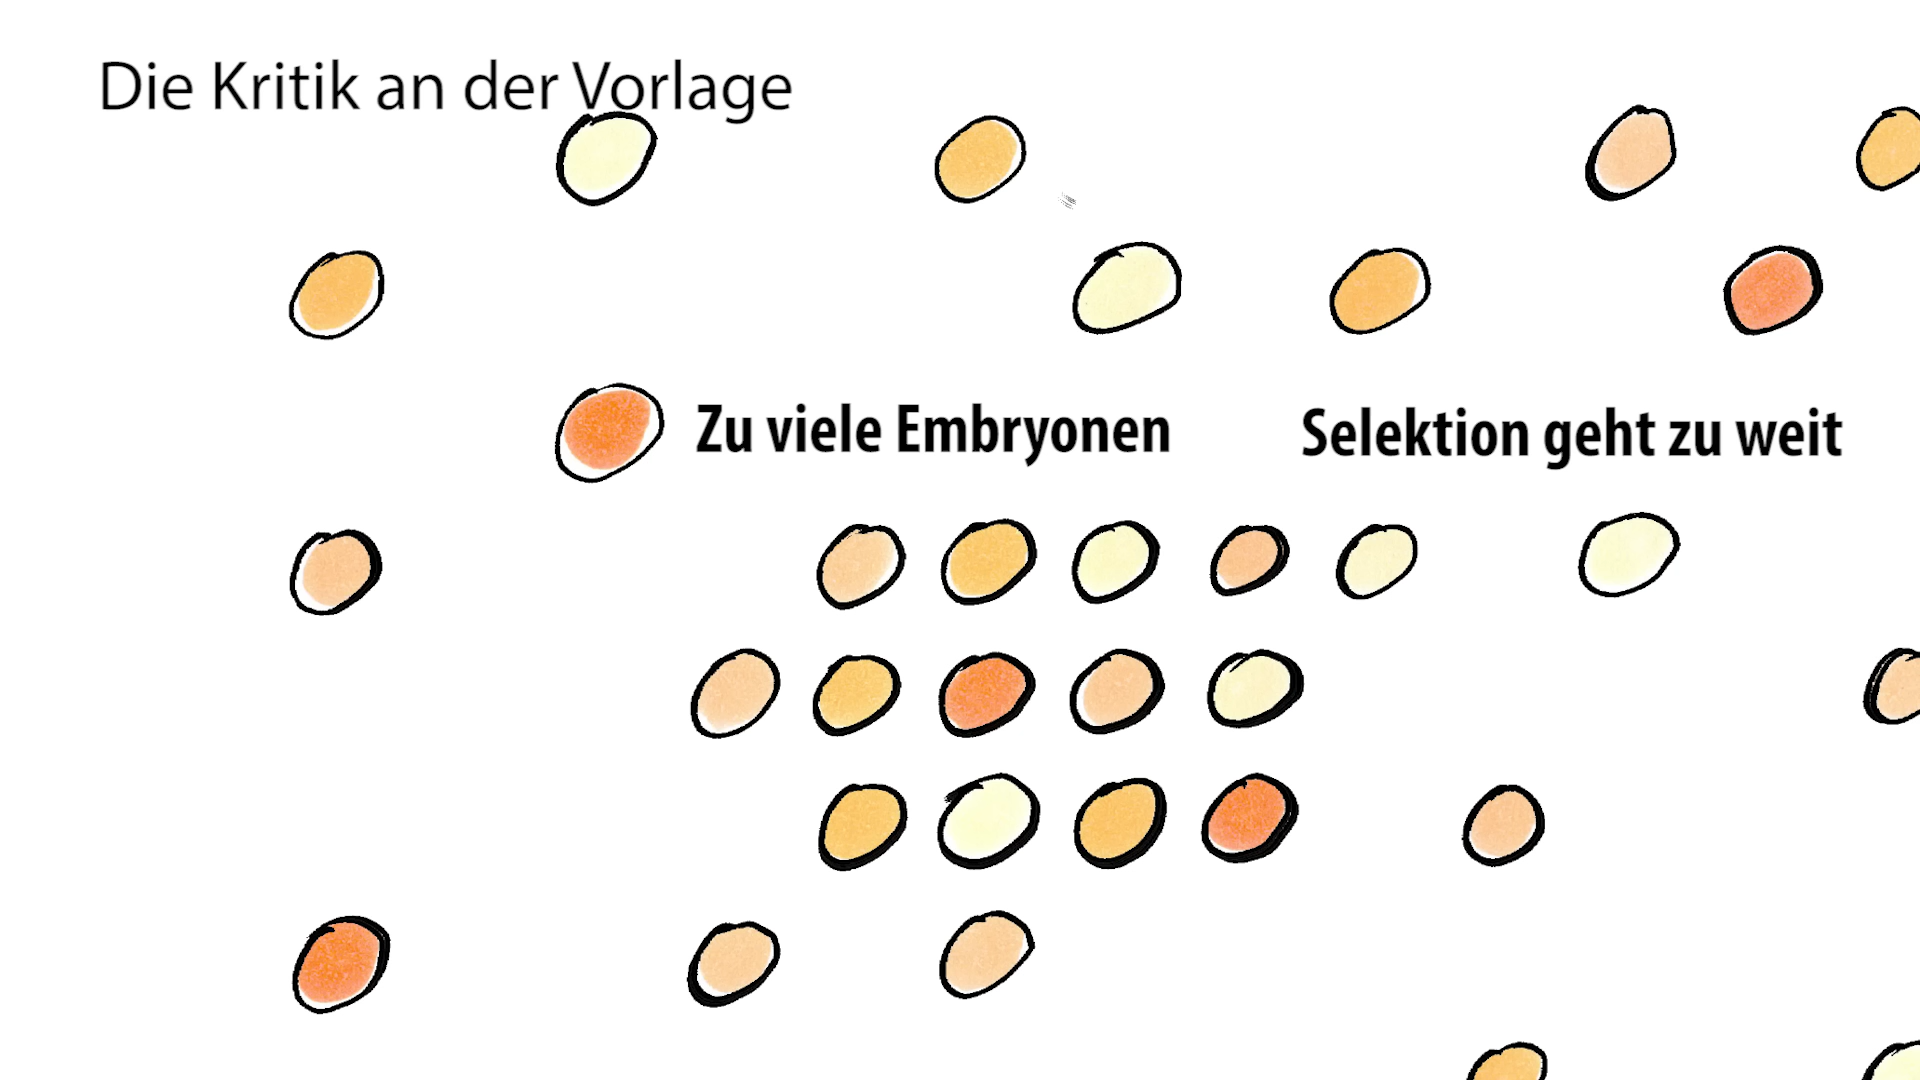 Die Kritik an der Vorlage
Zu viele Embryonen
Selektion geht zu weit